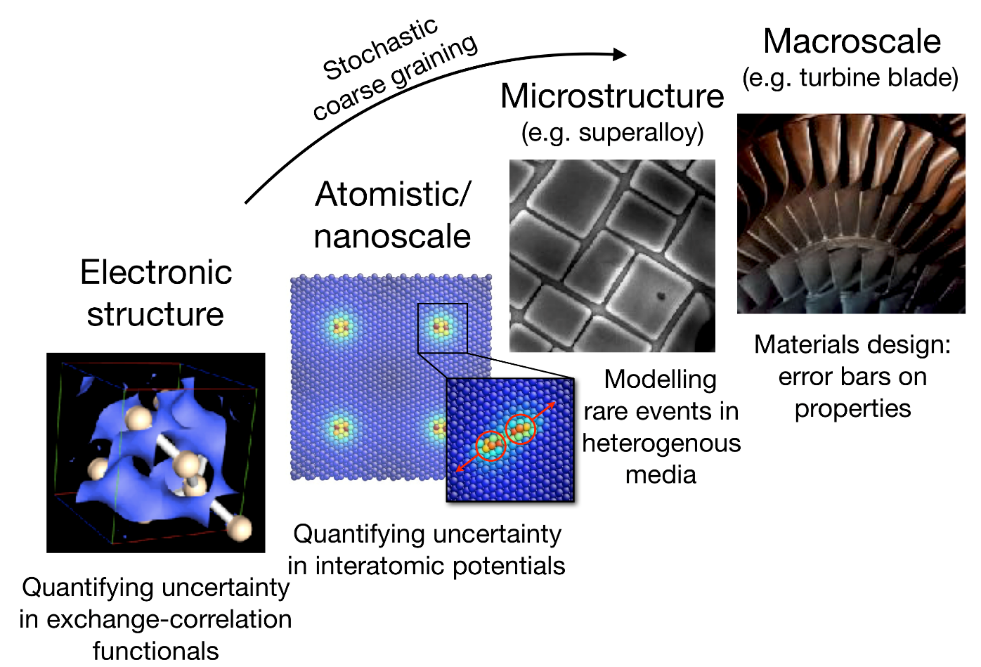 Stochastic
coarse graining
Macroscale
(e.g. turbine blade)
Microstructure
(e.g. superalloy)
Atomistic/
nanoscale
Electronic
structure
Materials design:
error bars on
properties
Modelling
rare events in
heterogenous
media
Quantifying uncertainty
in interatomic potentials
Quantifying uncertainty
in exchange-correlation
functionals